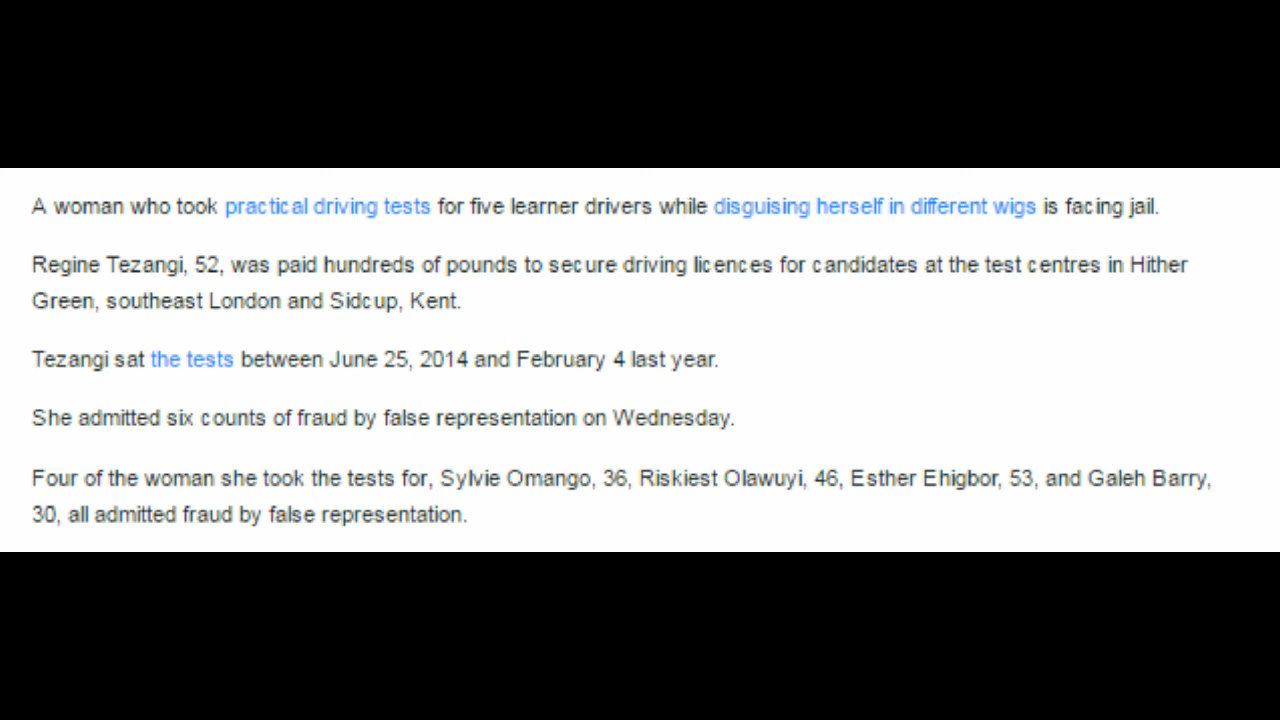 A woman who took practical driving tests for five learner drivers while disguising herself in different wigs is facing jail.
Regine Tezangi, 52, was paid hundreds of pounds to secure driving licences for candidates at the test centres in Hither
Green, southeast London and Sidcup, Kent.
Tezangi sat the tests between June 25, 2014 and February 4 last year.
She admitted six counts of fraud by false representation on Wednesday.
Four of the woman she took the tests for, Sylvie Omango, 36, Riskiest Olawuyi, 46, Esther Ehigbor, 53, and Galeh Barry,
30, all admitted fraud by false representation.